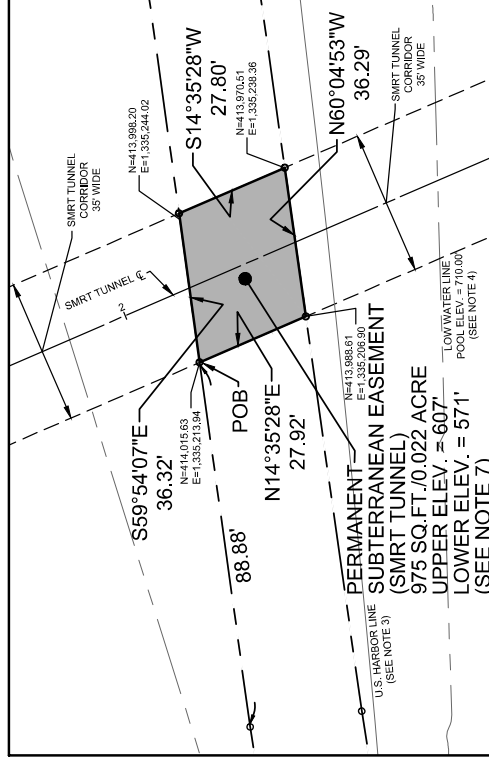 SMRT TUNNEL
CORRIDOR
35' WIDE
SMRT TUNNEL ℄
2
N=413,998.20
E=1,335,244.02
S14°35'28"W
27.80'
N=413,970.51
E=1,335,238.36
N60°04'53"W
36.29'
SMRT TUNNEL
CORRIDOR
35' WIDE
S59°54'07"E
36.32'
N=414,015.63
E=1,335,213.94
POB
N14°35'28"E
27.92'
88.88'
N=413,988.61
E=1,335,206.90
PERMANENT
SUBTERRANEAN EASEMENT
(SMRT TUNNEL)
975 SQ.FT./0.022 ACRE
UPPER ELEV. = 607'
LOWER ELEV. = 571'
(SEE NOTE 7)
LOW WATER LINE
POOL ELEV. = 710.00'
(SEE NOTE 4)
U.S. HARBOR LINE
(SEE NOTE 3)